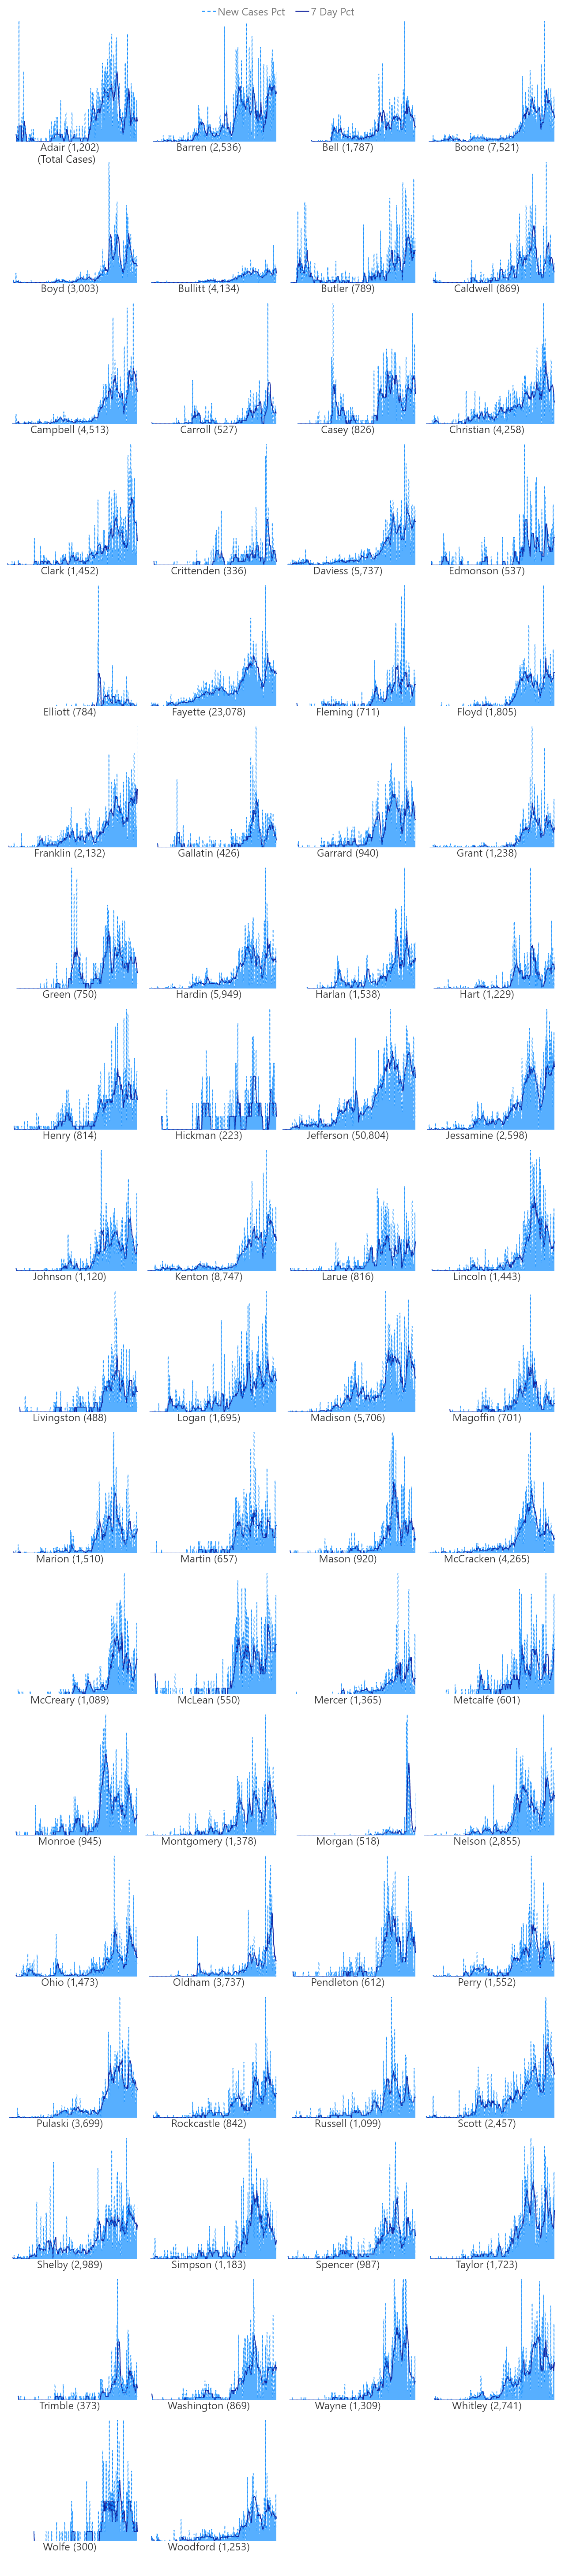 New Cases Pct 7 Day Pct
Adair (1,202) Barren (2,536) Bell (1,787) Boone (7,521)
(Total Cases)
Boyd (3,003) Bullitt (4,134) Butler (789) Caldwell (869)
Campbell (4,513) Carroll (527) Casey (826) Christian (4,258)
Clark (1,452) Crittenden (336) Daviess (5,737) Edmonson (537)
Elliott (784) Fayette (23,078) Fleming (711) Floyd (1,805)
Franklin (2,132) Gallatin (426) Garrard (940) Grant (1,238)
Green (750) Hardin (5,949) Harlan (1,538) Hart (1,229)
Henry (814) Hickman (223) Jefferson (50,804) Jessamine (2,598)
Johnson (1,120) Kenton (8,747) Larue (816) Lincoln (1,443)
Livingston (488) Logan (1,695) Madison (5,706) Magoffin (701)
Marion (1,510) Martin (657) Mason (920) McCracken (4,265)
McCreary (1,089) McLean (550) Mercer (1,365) Metcalfe (601)
Monroe (945) Montgomery (1,378) Morgan (518) Nelson (2,855)
Ohio (1,473) Oldham (3,737) Pendleton (612) Perry (1,552)
Pulaski (3,699) Rockcastle (842) Russell (1,099) Scott (2,457)
Shelby (2,989) Simpson (1,183) Spencer (987) Taylor (1,723)
Trimble (373) Washington (869) Wayne (1,309) Whitley (2,741)
Wolfe (300) Woodford (1,253)